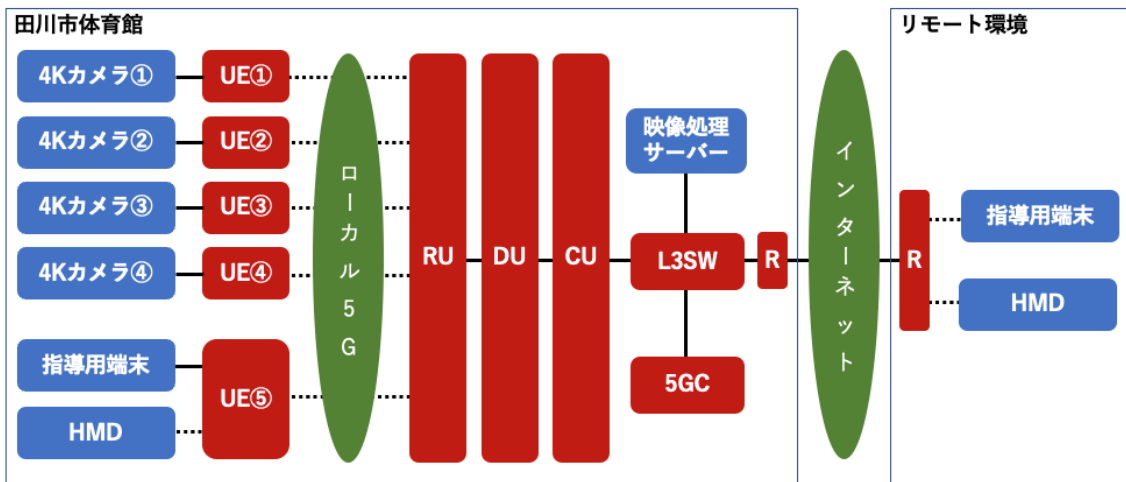 田川市体育館
リモート環境
4Kカメラ①
UE①
4Kカメラ②
UE②
4Kカメラ③
UE③
4Kカメラ④
UE④
指導用端末
HMD
UE⑤
ローカル5G
RU
DU
CU
映像処理
サーバー
L3SW
5GC
R
インターネット
R
指導用端末
HMD